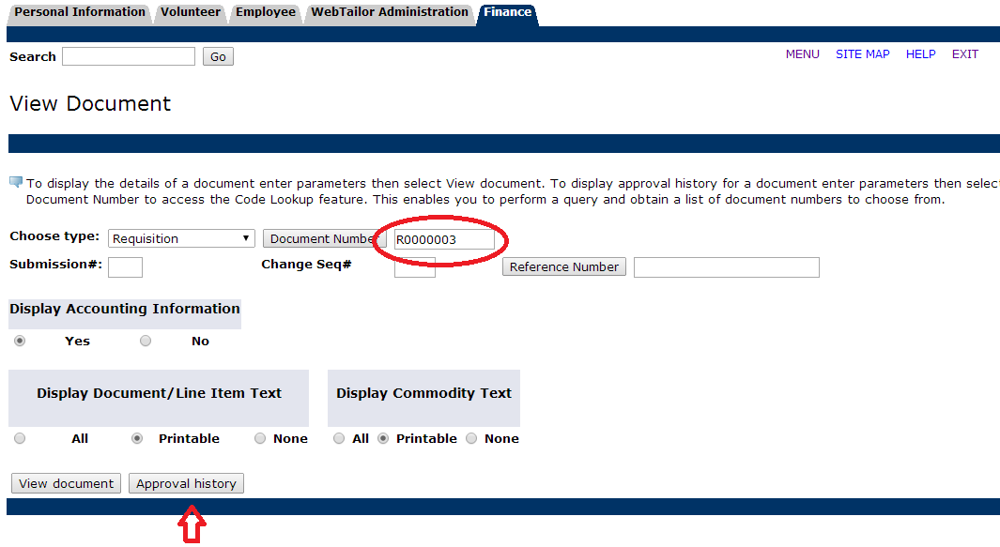 Personal Information Volunteer Employee WebTailor Administration Finance
Search Go MENU SITE MAP HELP EXIT
View Document
To display the details of a document enter parameters then select View document. To display approval history for a document enter parameters then selec
Document Number to access the Code Lookup feature. This enables you to perform a query and obtain a list of document numbers to choose from.
Choose type: Requisition Document Number R0000003
Submission#: Change Seq# Reference Number
Display Accounting Information
Yes No
Display Document/Line Item Text Display Commodity Text
All Printable None All Printable None
View document Approval history